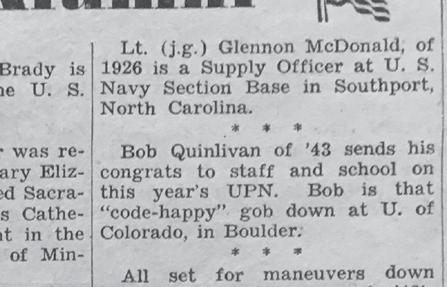 Brady is
U. S.
was re-
ary Eliz-
ed Sacra-
s Cathe-
t in the
of Min-
Lt. (j.g.) Glennon McDonald, of
1926 is a Supply Officer at U. S.
Navy Section Base in Southport,
North Carolina.
* * *
Bob Quinlivan of '43 sends his
congrats to staff and school on
this year's UPN. Bob is that
"code-happy" gob down at U. of
Colorado, in Boulder.
* * *
All set for maneuvers down